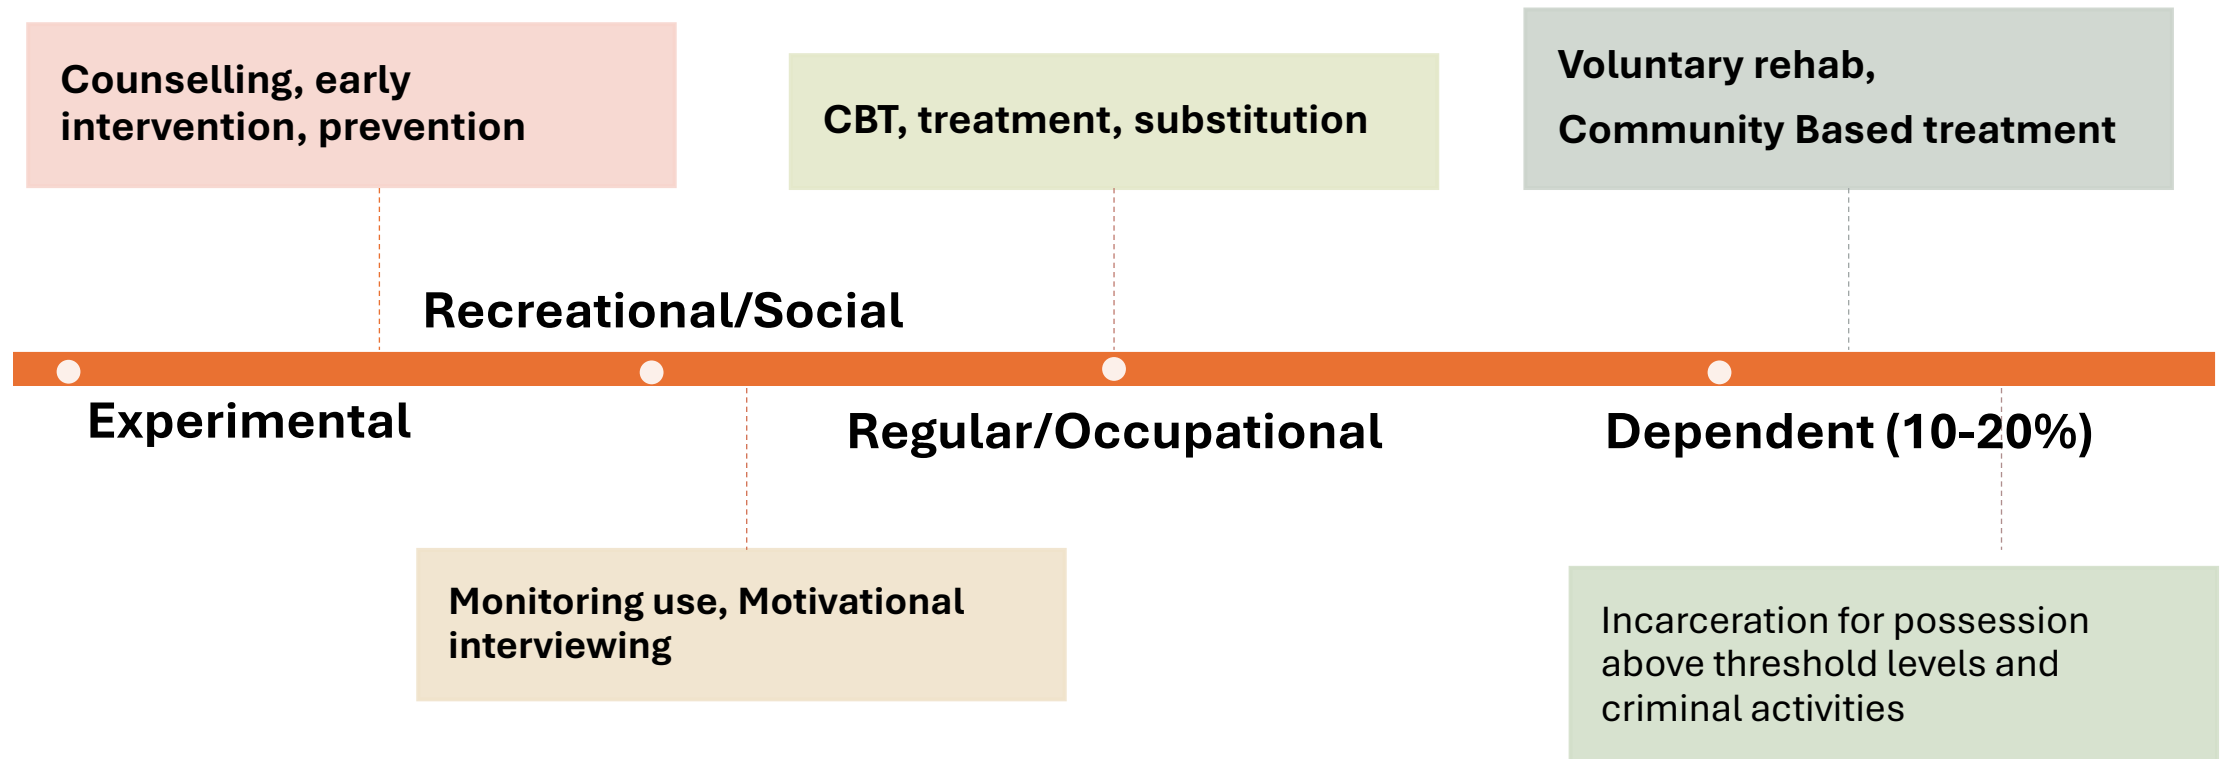 Counselling, early
intervention, prevention
CBT, treatment, substitution
Voluntary rehab,
Community Based treatment
Recreational/Social
Experimental
Regular/Occupational
Dependent (10-20%)
Monitoring use, Motivational
interviewing
Incarceration for possession
above threshold levels and
criminal activities